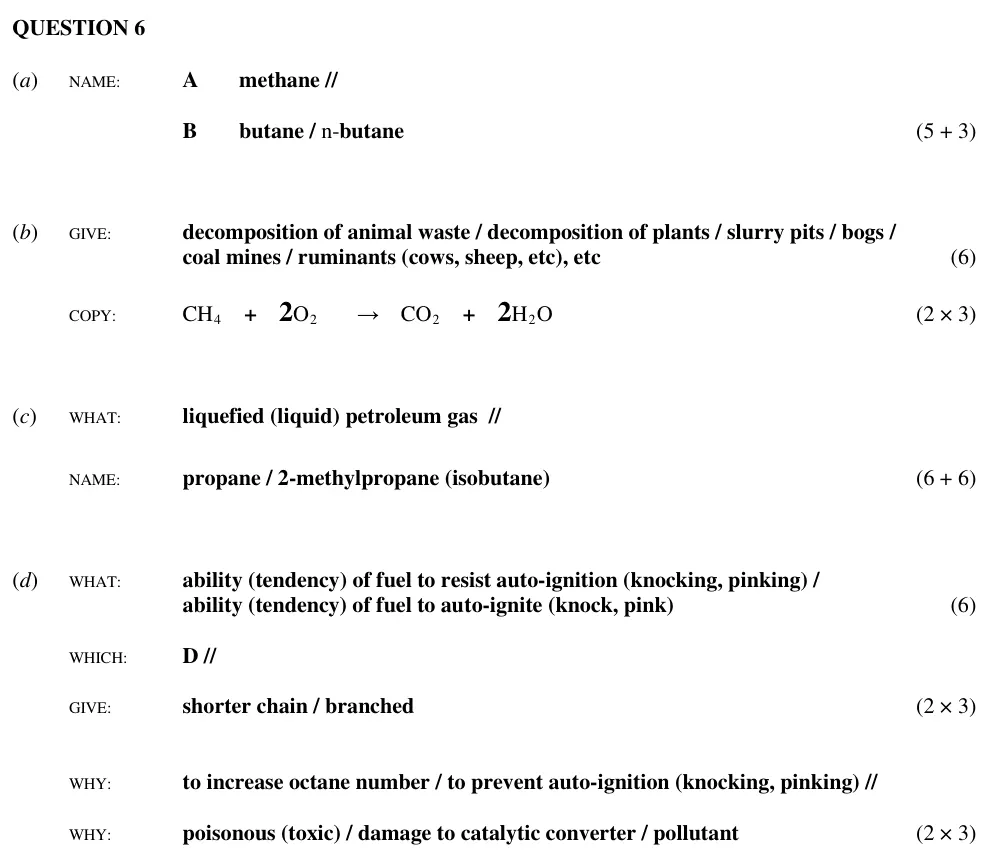 QUESTION 6
(a) NAME: A methane //
B butane / n-butane (5 + 3)
(b) GIVE: decomposition of animal waste / decomposition of plants / slurry pits / bogs /
coal mines / ruminants (cows, sheep, etc), etc (6)
COPY: CH₄ + 2O₂ → CO₂ + 2H₂O (2 × 3)
(c) WHAT: liquefied (liquid) petroleum gas //
NAME: propane / 2-methylpropane (isobutane) (6 + 6)
(d) WHAT: ability (tendency) of fuel to resist auto-ignition (knocking, pinking) /
ability (tendency) of fuel to auto-ignite (knock, pink) (6)
WHICH: D //
GIVE: shorter chain / branched (2 × 3)
WHY: to increase octane number / to prevent auto-ignition (knocking, pinking) //
WHY: poisonous (toxic) / damage to catalytic converter / pollutant (2 × 3)